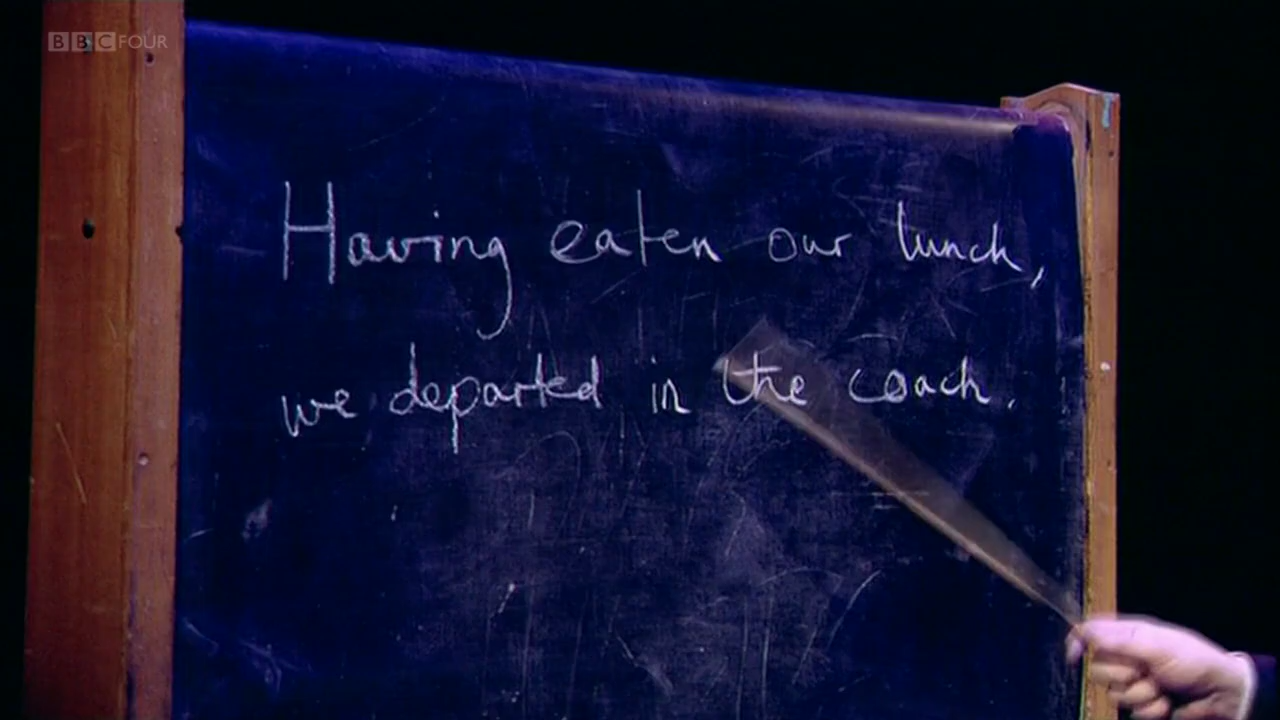 BBC FOUR
Having eaten our lunch,
we departed in the coach.